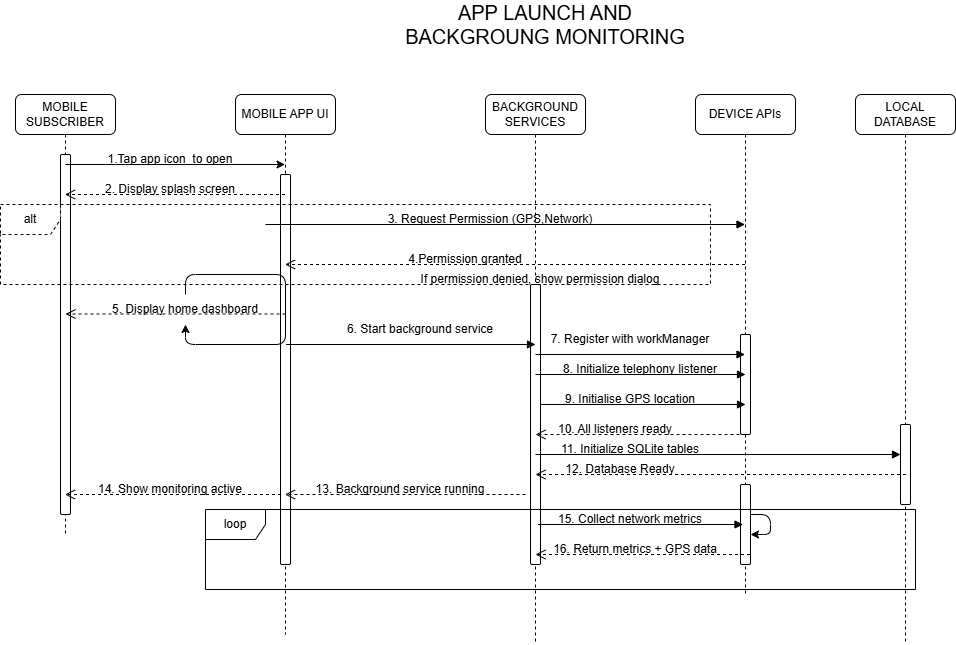 APP LAUNCH AND
BACKGROUNG MONITORING
MOBILE
SUBSCRIBER
MOBILE APP UI
BACKGROUND
SERVICES
DEVICE APIs
LOCAL
DATABASE
1.Tap app icon to open
2. Display splash screen
alt
3. Request Permission (GPS,Network)
4.Permission granted
If permission denied, show permission dialog
5. Display home dashboard
6. Start background service
7. Register with workManager
8. Initialize telephony listener
9. Initialise GPS location
10. All listeners ready
11. Initialize SQLite tables
12. Database Ready
14. Show monitoring active
13. Background service running
loop
15. Collect network metrics
16. Return metrics + GPS data